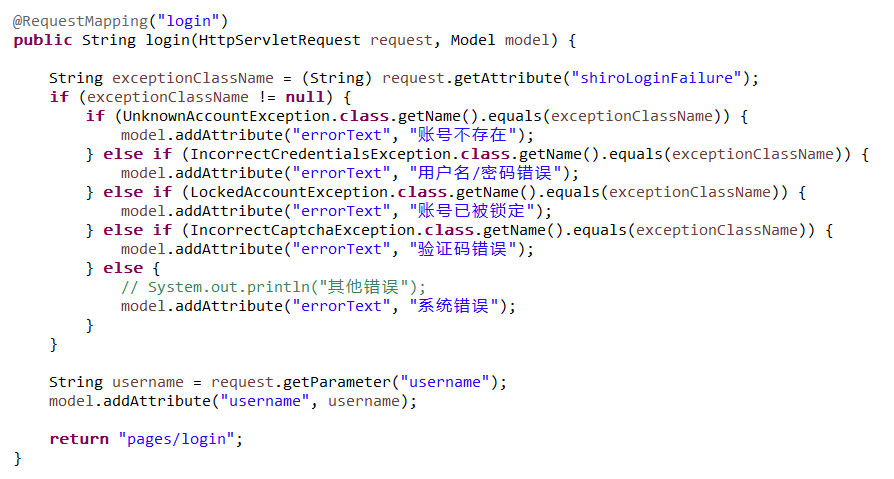 @RequestMapping("login")
public String login(HttpServletRequest request, Model model) {
String exceptionClassName = (String) request.getAttribute("shiroLoginFailure");
if (exceptionClassName != null) {
if (UnknownAccountException.class.getName().equals(exceptionClassName)) {
model.addAttribute("errorText", "账号不存在");
} else if (IncorrectCredentialsException.class.getName().equals(exceptionClassName)) {
model.addAttribute("errorText", "用户名/密码错误");
} else if (LockedAccountException.class.getName().equals(exceptionClassName)) {
model.addAttribute("errorText", "账号已被锁定");
} else if (IncorrectCaptchaException.class.getName().equals(exceptionClassName)) {
model.addAttribute("errorText", "验证码错误");
} else {
// System.out.println("其他错误");
model.addAttribute("errorText", "系统错误");
}
}
String username = request.getParameter("username");
model.addAttribute("username", username);
return "pages/login";
}